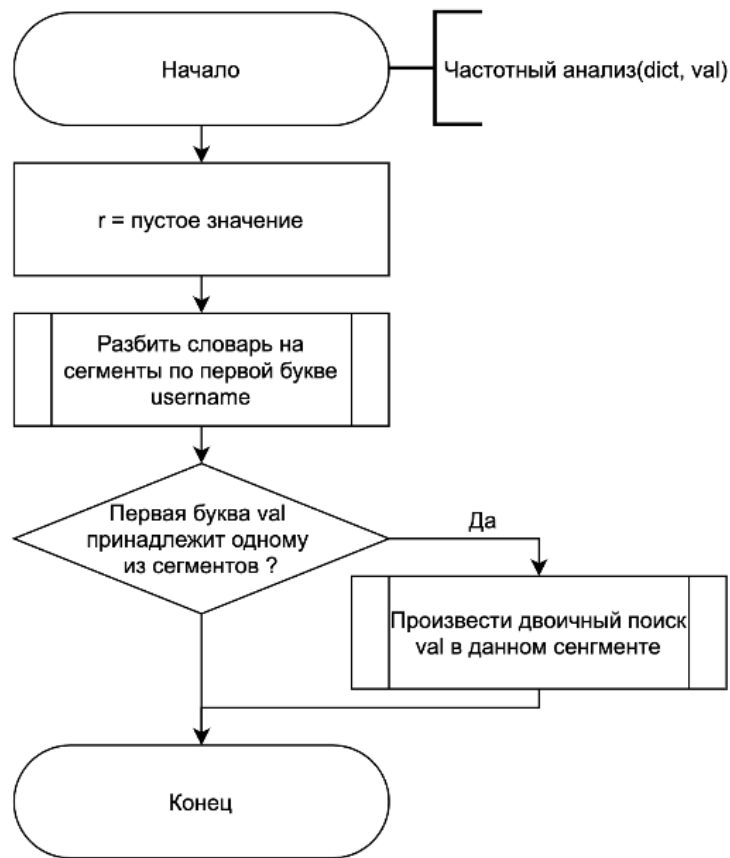 Начало
Частотный анализ(dict, val)
r = пустое значение
Разбить словарь на
сегменты по первой букве
username
Первая буква val
принадлежит одному
из сегментов ?
Да
Произвести двоичный поиск
val в данном сенгменте
Конец